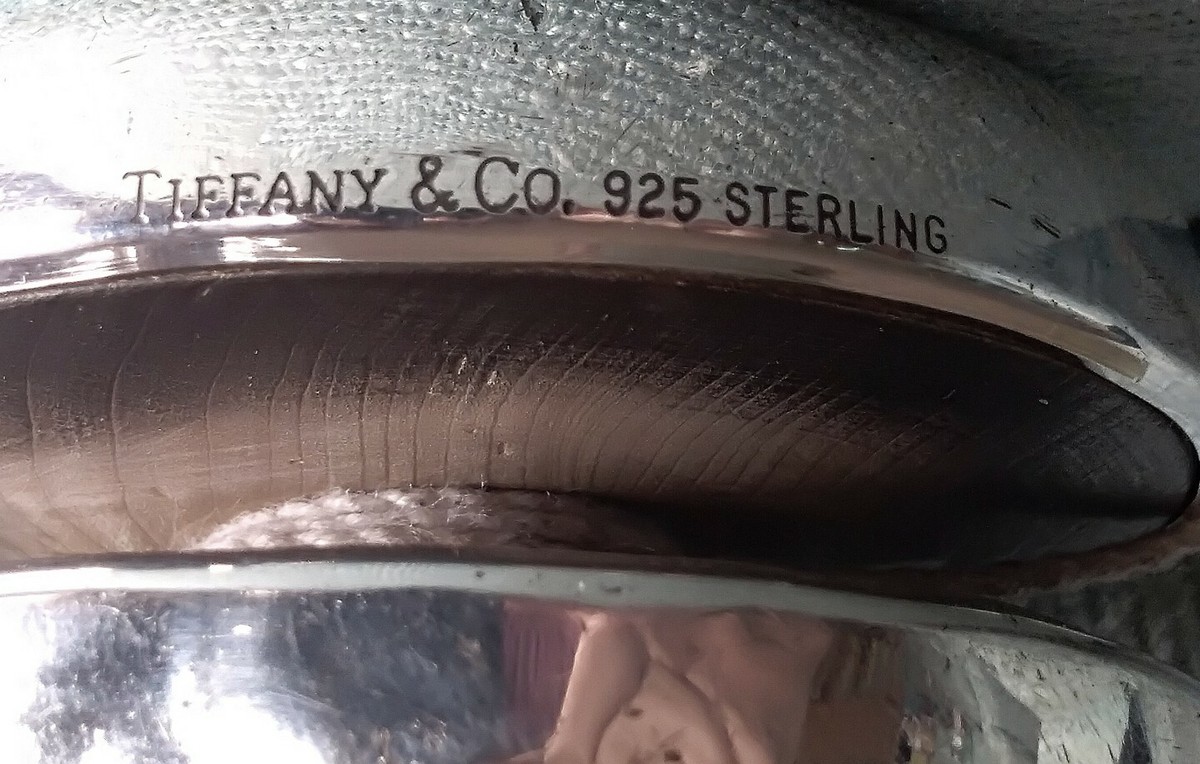 TIFFANY & CO. 925 STERLING